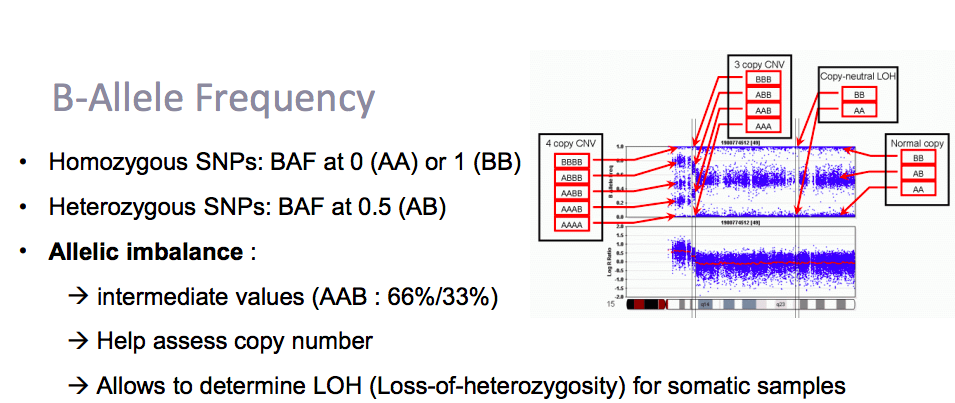 B-Allele Frequency
• Homozygous SNPs: BAF at 0 (AA) or 1 (BB)
• Heterozygous SNPs: BAF at 0.5 (AB)
• Allelic imbalance :
→ intermediate values (AAB : 66%/33%)
→ Help assess copy number
→ Allows to determine LOH (Loss-of-heterozygosity) for somatic samples
3 copy CNV
BBB
ABB
AAB
AAA
Copy-neutral LOH
BB
AA
4 copy CNV
BBBB
ABBB
AABB
AAAB
AAAA
Normal copy
BB
AB
AA
1980774512 [49]
B Allele Freq
1.0
0.8
0.6
0.4
0.2
0.0
1980774512 [49]
Log R Ratio
2.0
1.5
1.0
0.5
0.0
-0.5
-1.0
-1.5
-2.0
15
q14
q23